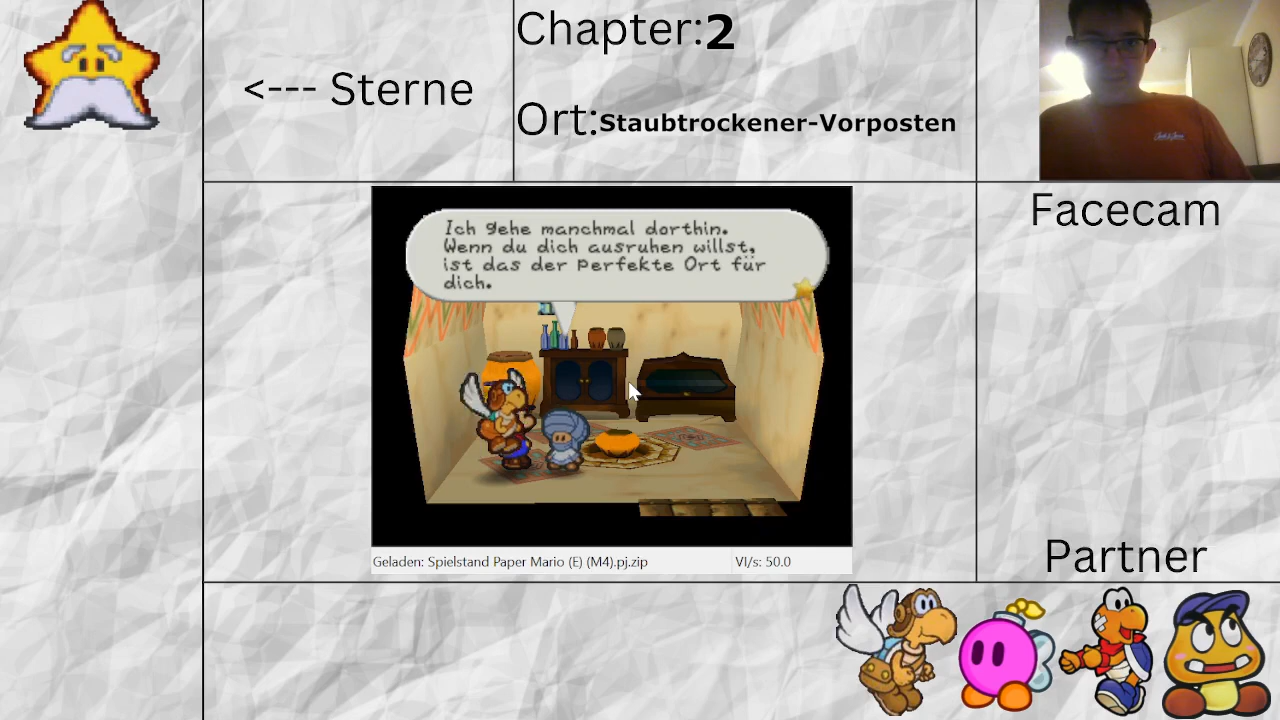 Chapter:2
<--- Sterne
Ort:Staubtrockener-Vorposten
Facecam
Ich gehe manchmal dorthin.
Wenn du dich ausruhen willst,
ist das der perfekte Ort für
dich.
Partner
Geladen: Spielstand Paper Mario (E) (M4).pj.zip
VI/s: 50.0